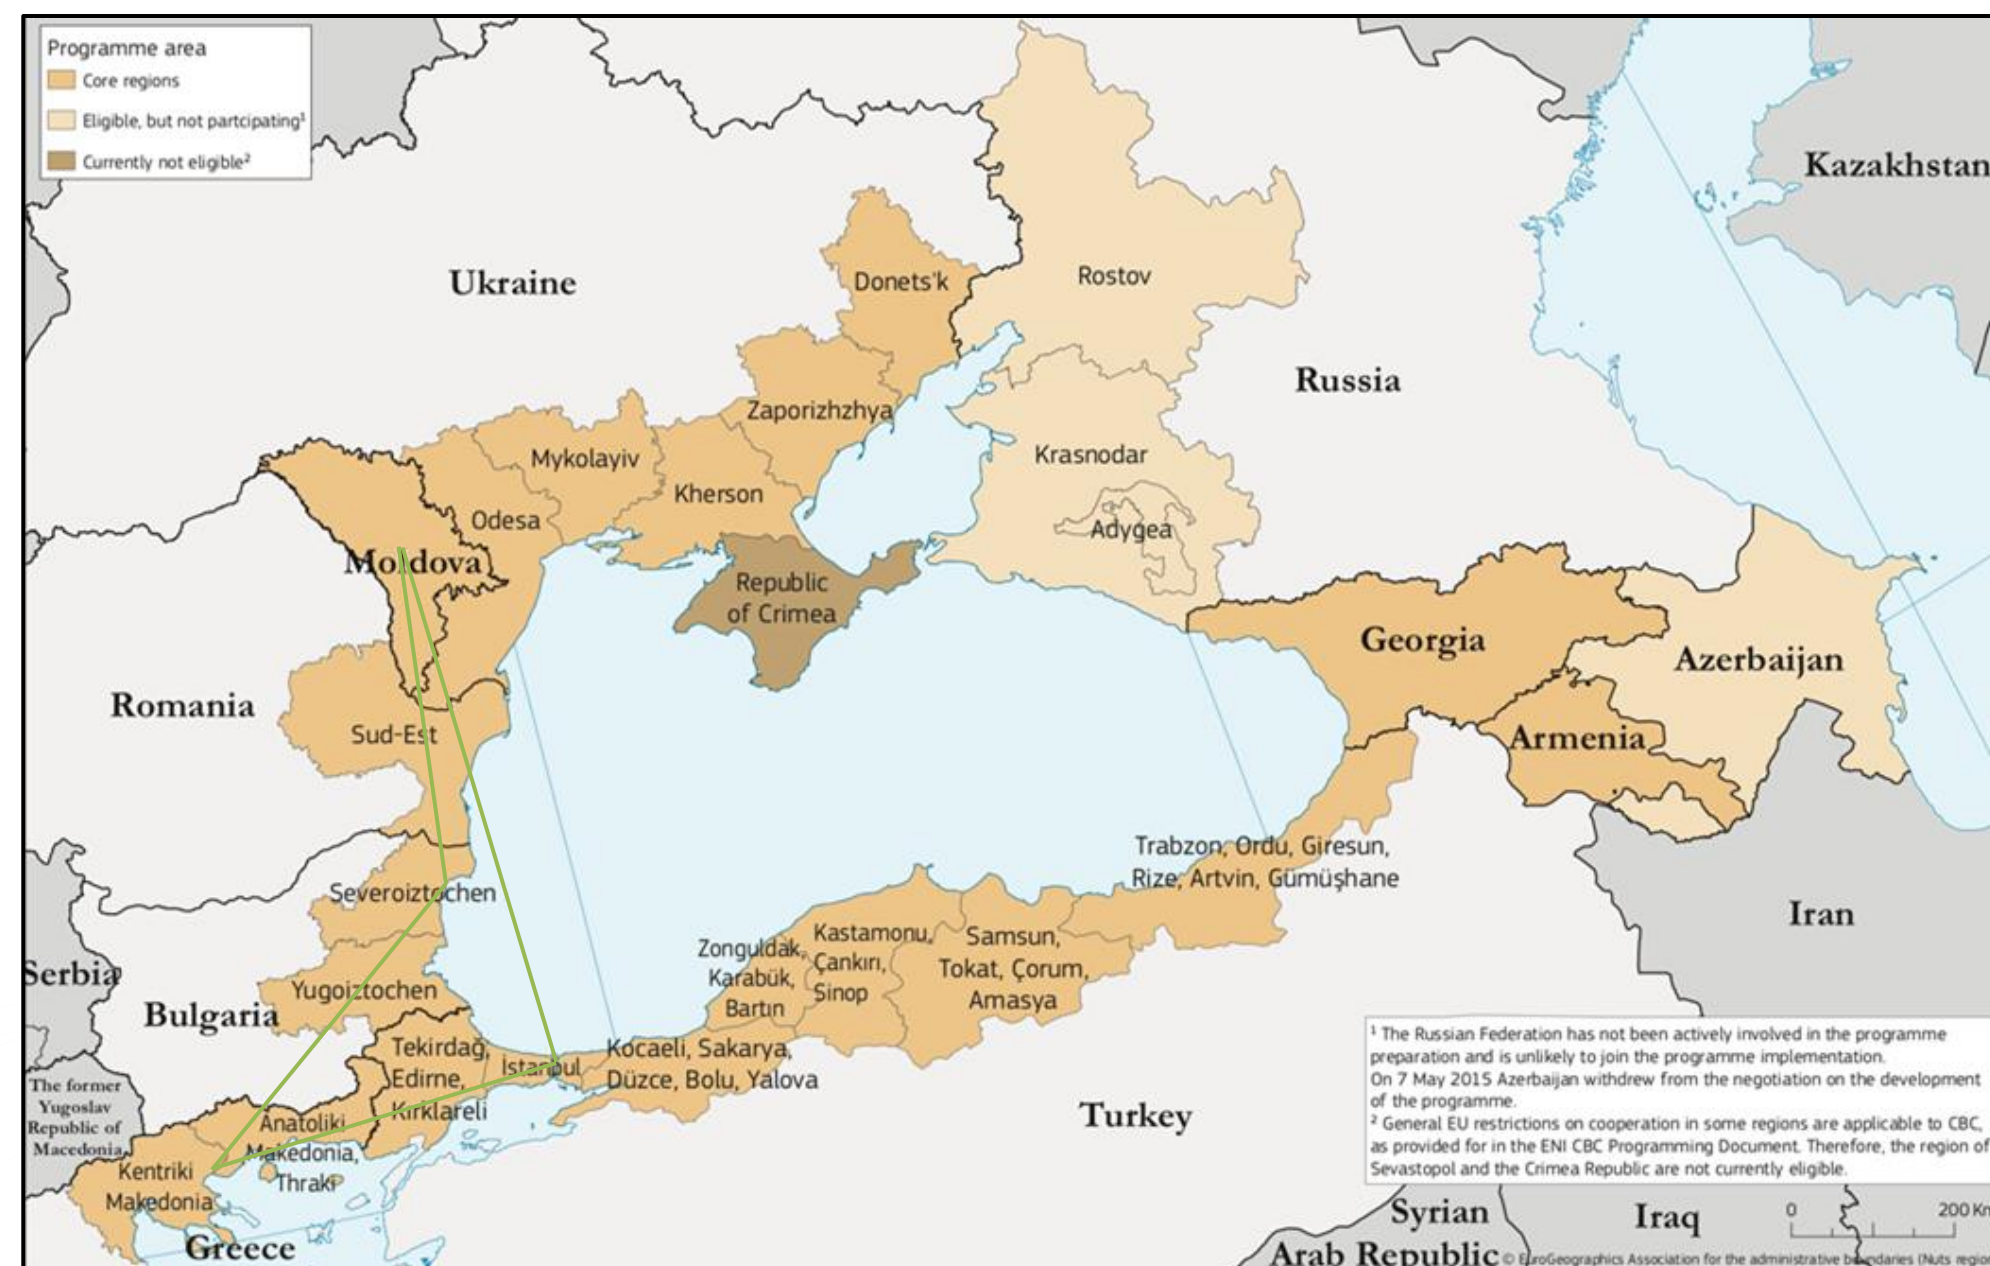 Programme area
Core regions
Eligible, but not partcipating¹
Currently not eligible²
Kazakhstan
Ukraine
Donets'k
Rostov
Russia
Zaporizhzhya
Mykolayiv
Kherson
Krasnodar
Odesa
Adygea
Moldova
Republic
of Crimea
Georgia
Azerbaijan
Romania
Sud-Est
Armenia
Trabzon, Ordu, Giresun,
Rize, Artvin, Gümüşhane
Severoiztochen
Iran
Serbia
Bulgaria
Yugoiztochen
Zonguldak,
Karabük,
Bartın
Kastamonu,
Çankırı,
Sinop
Samsun,
Tokat, Çorum,
Amasya
Tekirdağ,
Edirne,
Kırklareli
İstanbul
Kocaeli, Sakarya,
Düzce, Bolu, Yalova
Turkey
The former
Yugoslav
Republic of
Macedonia
Anatoliki
Makedonia,
Thraki
Kentriki
Makedonia
Greece
¹ The Russian Federation has not been actively involved in the programme
preparation and is unlikely to join the programme implementation.
On 7 May 2015 Azerbaijan withdrew from the negotiation on the development
of the programme.
² General EU restrictions on cooperation in some regions are applicable to CBC,
as provided for in the ENI CBC Programming Document. Therefore, the region of
Sevastopol and the Crimea Republic are not currently eligible.
Syrian
Arab Republic
Iraq
0 200 Km
© EuroGeographics Association for the administrative boundaries (Nuts region